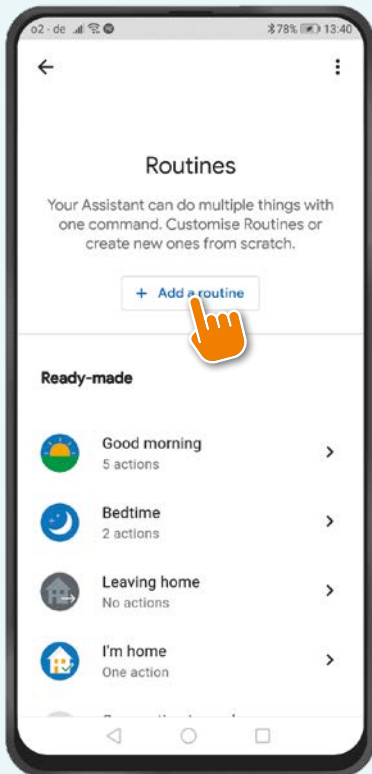 o2 - de 78% 13:40
Routines
Your Assistant can do multiple things with
one command. Customise Routines or
create new ones from scratch.
+ Add a routine
Ready-made
Good morning
5 actions
Bedtime
2 actions
Leaving home
No actions
I'm home
One action